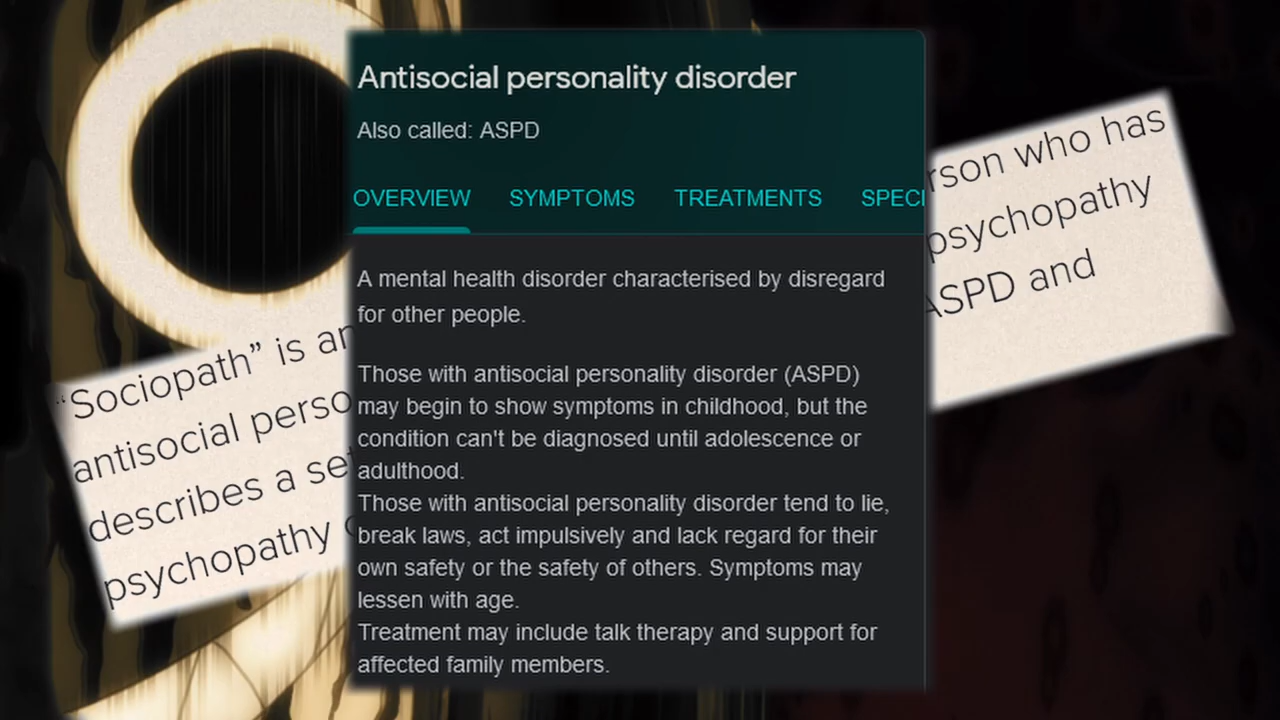 Antisocial personality disorder
Also called: ASPD
OVERVIEW SYMPTOMS TREATMENTS
A mental health disorder characterised by disregard
for other people.
Those with antisocial personality disorder (ASPD)
may begin to show symptoms in childhood, but the
condition can't be diagnosed until adolescence or
adulthood.
Those with antisocial personality disorder tend to lie,
break laws, act impulsively and lack regard for their
own safety or the safety of others. Symptoms may
lessen with age.
Treatment may include talk therapy and support for
affected family members.
“Sociopath” is
antisocial
describes a
psychopathy
who has
psychopathy
ASPD and